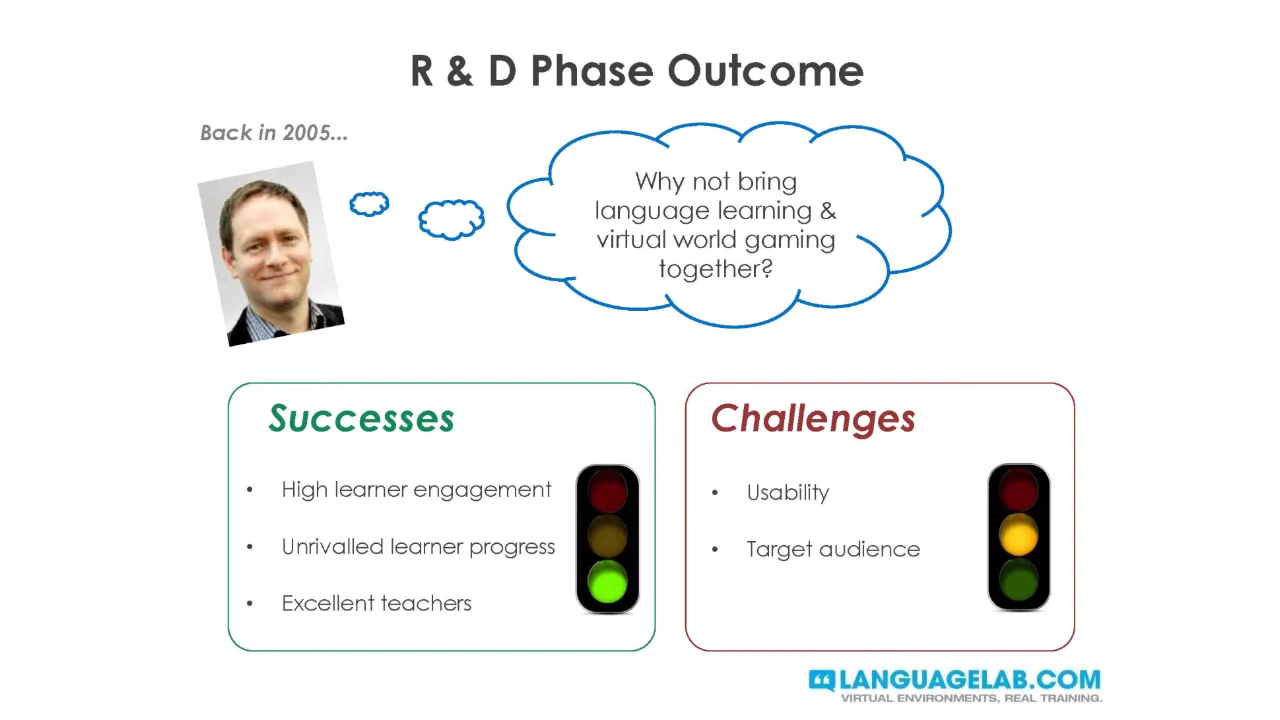 R & D Phase Outcome
Back in 2005...
Why not bring
language learning &
virtual world gaming
together?
Successes
• High learner engagement
• Unrivalled learner progress
• Excellent teachers
Challenges
• Usability
• Target audience
LANGUAGELAB.COM
VIRTUAL ENVIRONMENTS, REAL TRAINING.